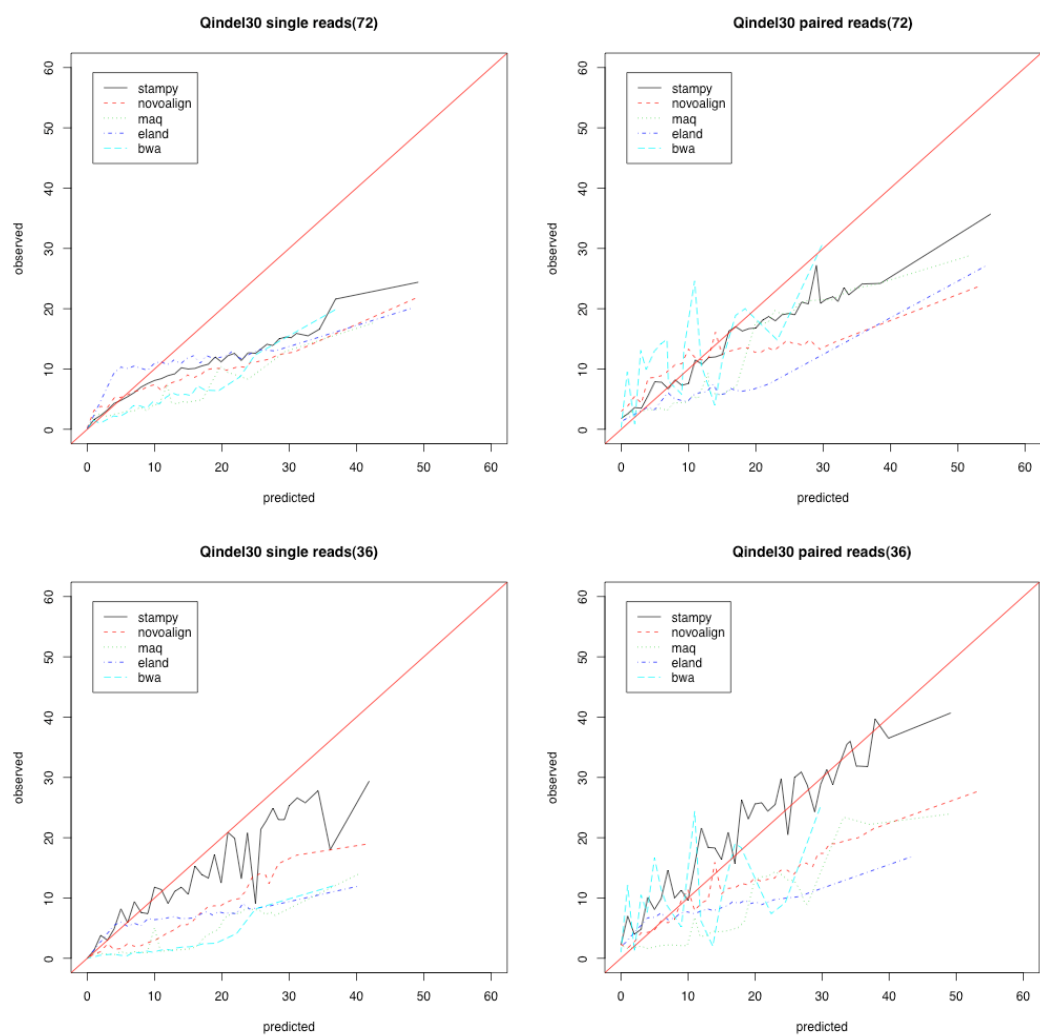 Qindel30 single reads(72)
observed
0 10 20 30 40 50 60
stampy
novoalign
maq
eland
bwa
0 10 20 30 40 50 60
predicted
Qindel30 paired reads(72)
observed
0 10 20 30 40 50 60
stampy
novoalign
maq
eland
bwa
0 10 20 30 40 50 60
predicted
Qindel30 single reads(36)
observed
0 10 20 30 40 50 60
stampy
novoalign
maq
eland
bwa
0 10 20 30 40 50 60
predicted
Qindel30 paired reads(36)
observed
0 10 20 30 40 50 60
stampy
novoalign
maq
eland
bwa
0 10 20 30 40 50 60
predicted